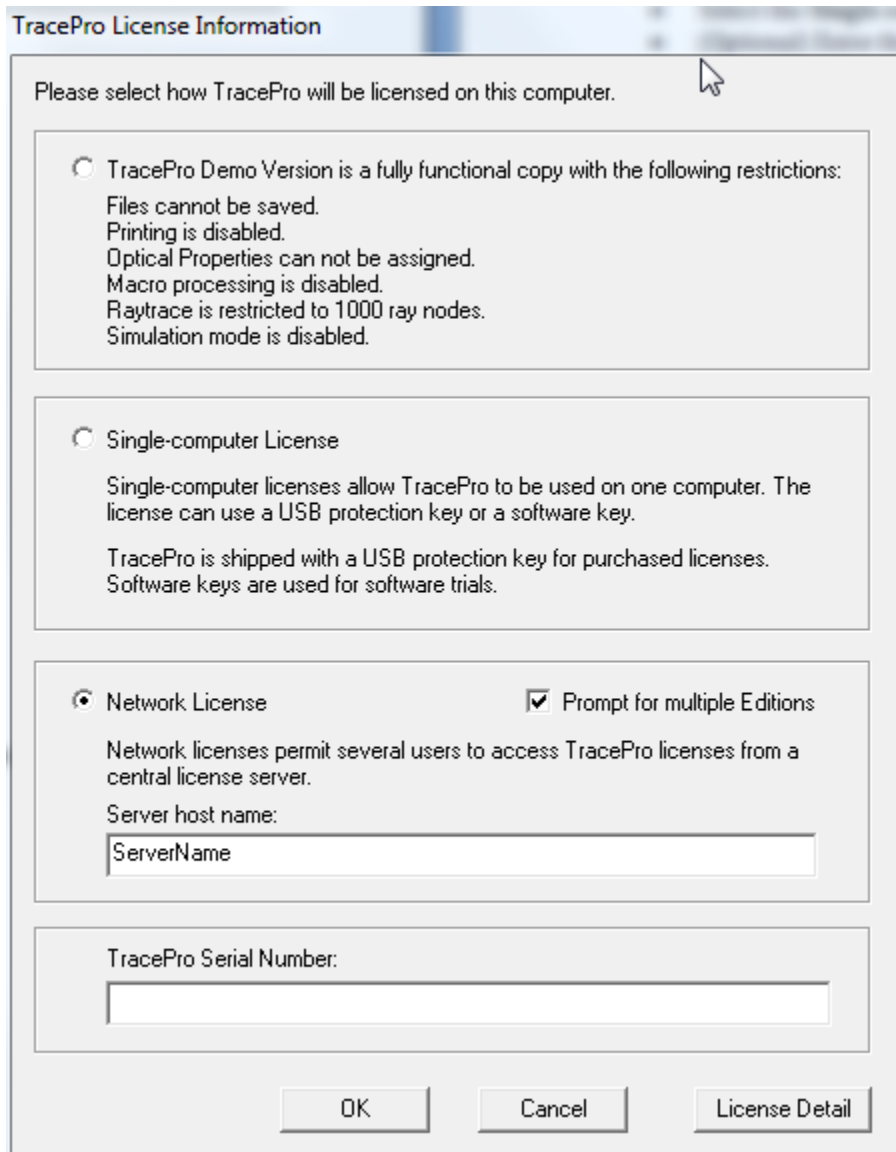 TracePro License Information
Please select how TracePro will be licensed on this computer.
TracePro Demo Version is a fully functional copy with the following restrictions:
Files cannot be saved.
Printing is disabled.
Optical Properties can not be assigned.
Macro processing is disabled.
Raytrace is restricted to 1000 ray nodes.
Simulation mode is disabled.
Single-computer License
Single-computer licenses allow TracePro to be used on one computer. The
license can use a USB protection key or a software key.
TracePro is shipped with a USB protection key for purchased licenses.
Software keys are used for software trials.
Network License
Prompt for multiple Editions
Network licenses permit several users to access TracePro licenses from a
central license server.
Server host name:
ServerName
TracePro Serial Number:
OK
Cancel
License Detail